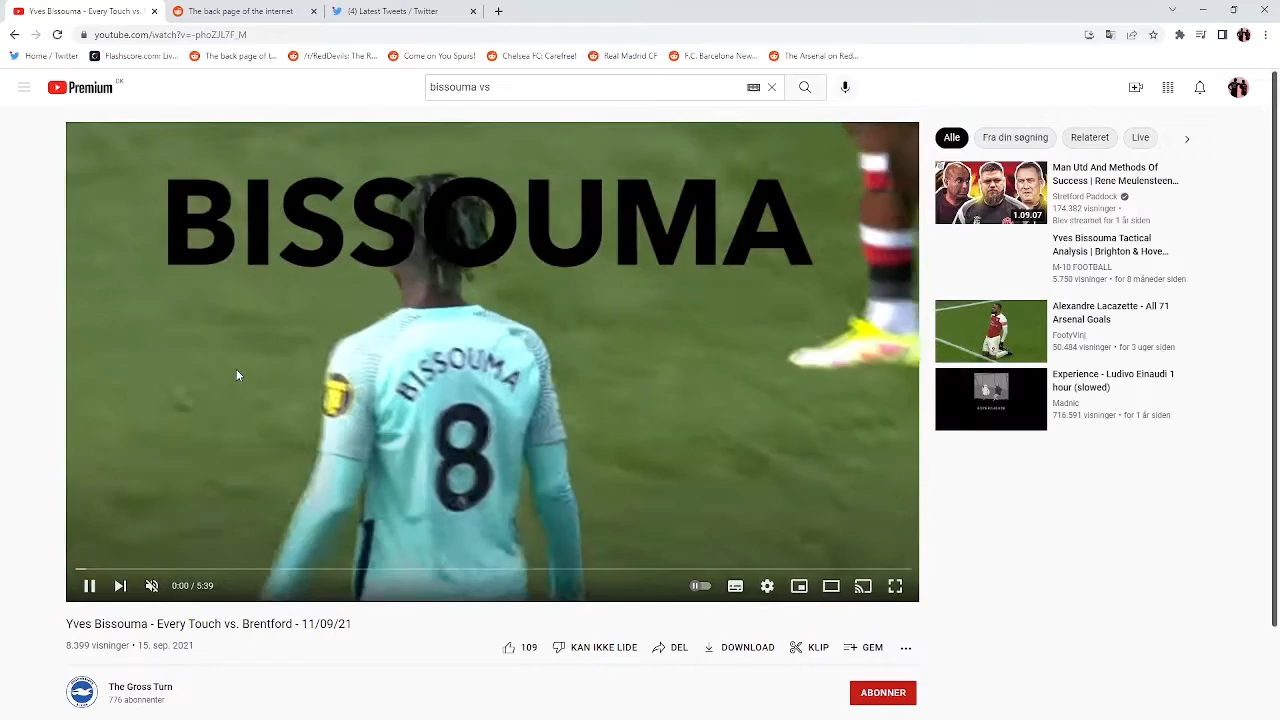 Yves Bissouma - Every Touch vs.
The back page of the internet
(4) Latest Tweets / Twitter
youtube.com/watch?v=-phoZJL7F_M
Home / Twitter
Flashscore.com: Liv...
The back page of t...
/r/RedDevils: The R...
Come on You Spurs!
Chelsea FC: Carefree!
Real Madrid CF
F.C. Barcelona New...
The Arsenal on Red...
Premium DK
bissouma vs
BISSOUMA
BISSOUMA
8
0:00 / 5:39
Yves Bissouma - Every Touch vs. Brentford - 11/09/21
8.399 visninger • 15. sep. 2021
109
KAN IKKE LIDE
DEL
DOWNLOAD
KLIP
GEM
The Gross Turn
776 abonnenter
ABONNER
Alle
Fra din søgning
Relateret
Live
Man Utd And Methods Of
Success | Rene Meulensteen...
Stretford Paddock
174.382 visninger •
Blev streamet for 1 år siden
1.09.07
Yves Bissouma Tactical
Analysis | Brighton & Hove...
M-10 FOOTBALL
5.750 visninger • for 8 måneder siden
Alexandre Lacazette - All 71
Arsenal Goals
FootyVinj
50.484 visninger • for 3 uger siden
Experience - Ludivo Einaudi 1
hour (slowed)
Madnic
716.591 visninger • for 1 år siden